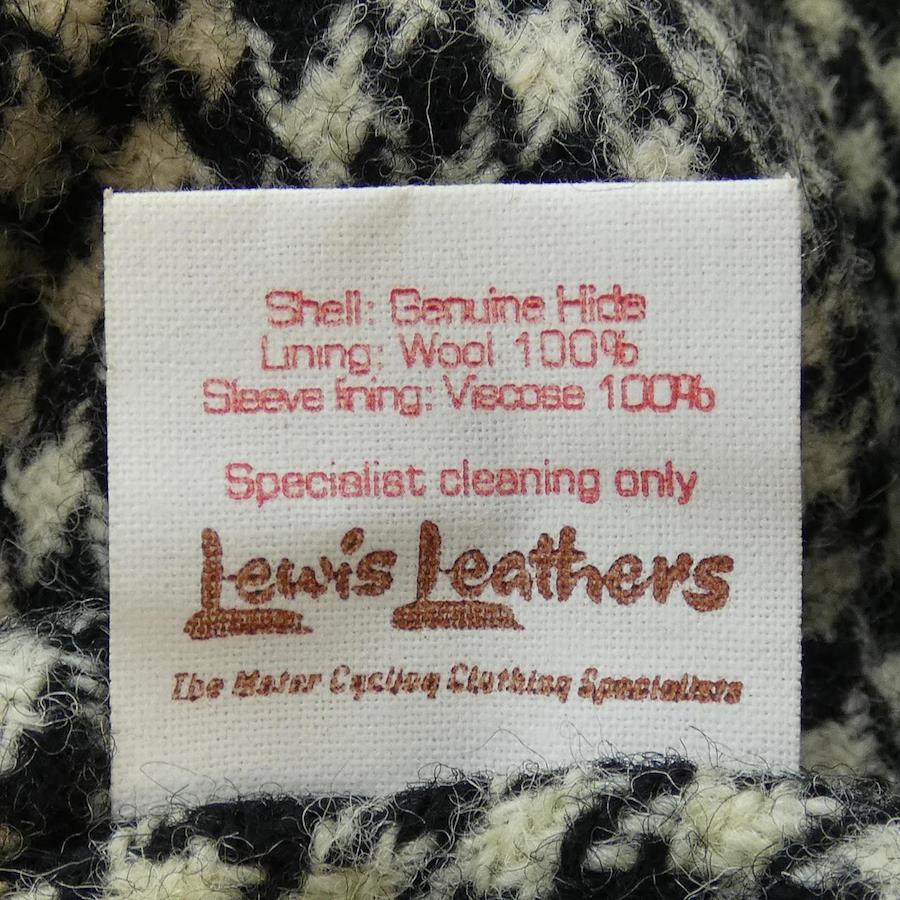 Shell: Genuine Hide
Lining: Wool 100%
Sleeve lining: Viscose 100%
Specialist cleaning only
Lewis Leathers
The Motor Cycling Clothing Specialists